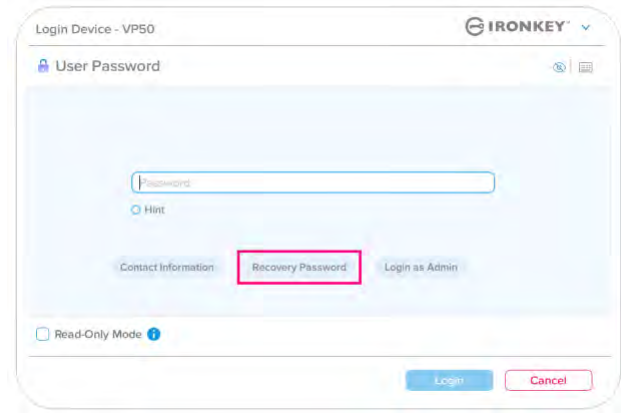 Login Device - VP50
IRONKEY
User Password
Password
Hint
Contact Information
Recovery Password
Login as Admin
Read-Only Mode
Login
Cancel